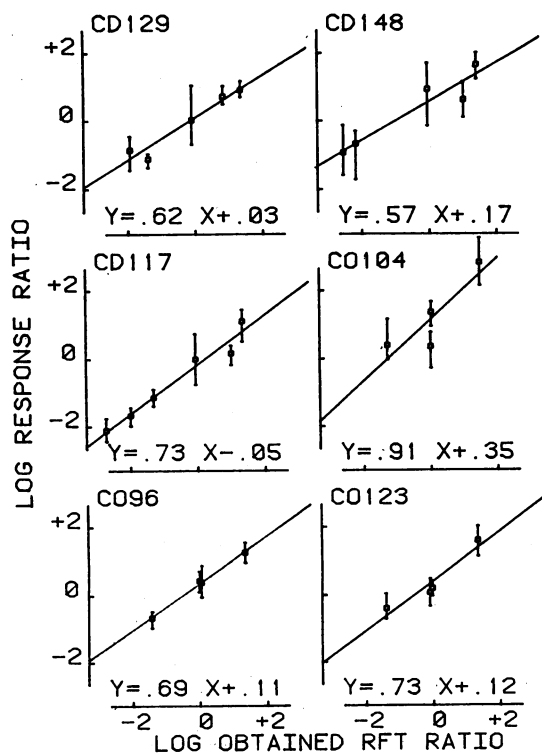 CD129
CD148
+2
0
-2
Y=.62 X+.03
Y=.57 X+.17
CD117
CO104
+2
0
-2
Y=.73 X-.05
Y=.91 X+.35
CO96
CO123
+2
0
-2
Y=.69 X+.11
Y=.73 X+.12
-2 0 +2
-2 0 +2
LOG RESPONSE RATIO
LOG OBTAINED RFT RATIO